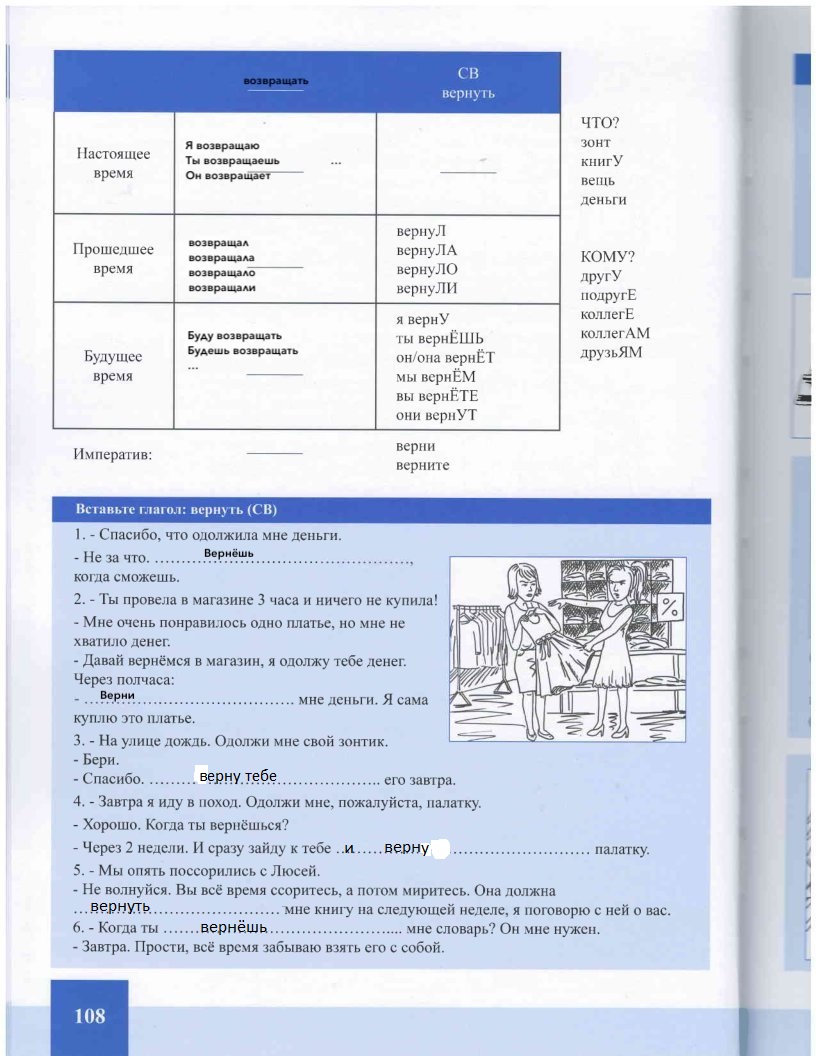 возвращать
СВ
вернуть
Настоящее
время
Я возвращаю
Ты возвращаешь ...
Он возвращает
ЧТО?
зонт
книгУ
вещь
деньги
Прошедшее
время
возвращал
возвращала
возвращало
возвращали
вернуЛ
вернуЛА
вернуЛО
вернуЛИ
КОМУ?
другУ
подругЕ
коллегЕ
коллегАМ
друзьЯМ
Будущее
время
Буду возвращать
Будешь возвращать
...
я вернУ
ты вернЁШЬ
он/она вернЁТ
мы вернЁМ
вы вернЁТЕ
они вернУТ
Императив:
верни
верните
Вставьте глагол: вернуть (СВ)
1. - Спасибо, что одолжила мне деньги.
- Не за что. Вернёшь,
когда сможешь.
2. - Ты провела в магазине 3 часа и ничего не купила!
- Мне очень понравилось одно платье, но мне не
хватило денег.
- Давай вернёмся в магазин, я одолжу тебе денег.
Через полчаса:
- Верни мне деньги. Я сама
куплю это платье.
3. - На улице дождь. Одолжи мне свой зонтик.
- Бери.
- Спасибо. верну тебе его завтра.
4. - Завтра я иду в поход. Одолжи мне, пожалуйста, палатку.
- Хорошо. Когда ты вернёшься?
- Через 2 недели. И сразу зайду к тебе и верну палатку.
5. - Мы опять поссорились с Люсей.
- Не волнуйся. Вы всё время ссоритесь, а потом миритесь. Она должна
вернуть мне книгу на следующей неделе, я поговорю с ней о вас.
6. - Когда ты вернёшь мне словарь? Он мне нужен.
- Завтра. Прости, всё время забываю взять его с собой.
%
108